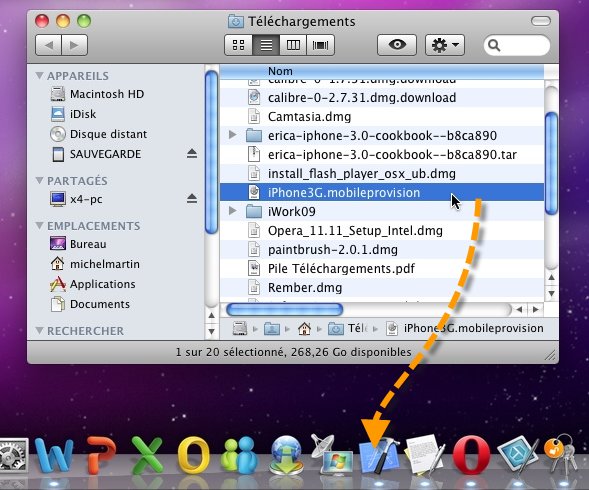 Téléchargements
Nom
APPAREILS
Macintosh HD
iDisk
Disque distant
SAUVEGARDE
PARTAGÉS
x4-pc
EMPLACEMENTS
Bureau
michelmartin
Applications
Documents
RECHERCHER
calibre-0-1.7.31.dmg.download
calibre-0-2.7.31.dmg.download
Camtasia.dmg
erica-iphone-3.0-cookbook--b8ca890
erica-iphone-3.0-cookbook--b8ca890.tar
install_flash_player_osx_ub.dmg
iPhone3G.mobileprovision
iWork09
Opera_11.11_Setup_Intel.dmg
paintbrush-2.0.1.dmg
Pile Téléchargements.pdf
Rember.dmg
Télé
iPhone3G.mobileprovision
1 sur 20 sélectionné, 268,26 Go disponibles